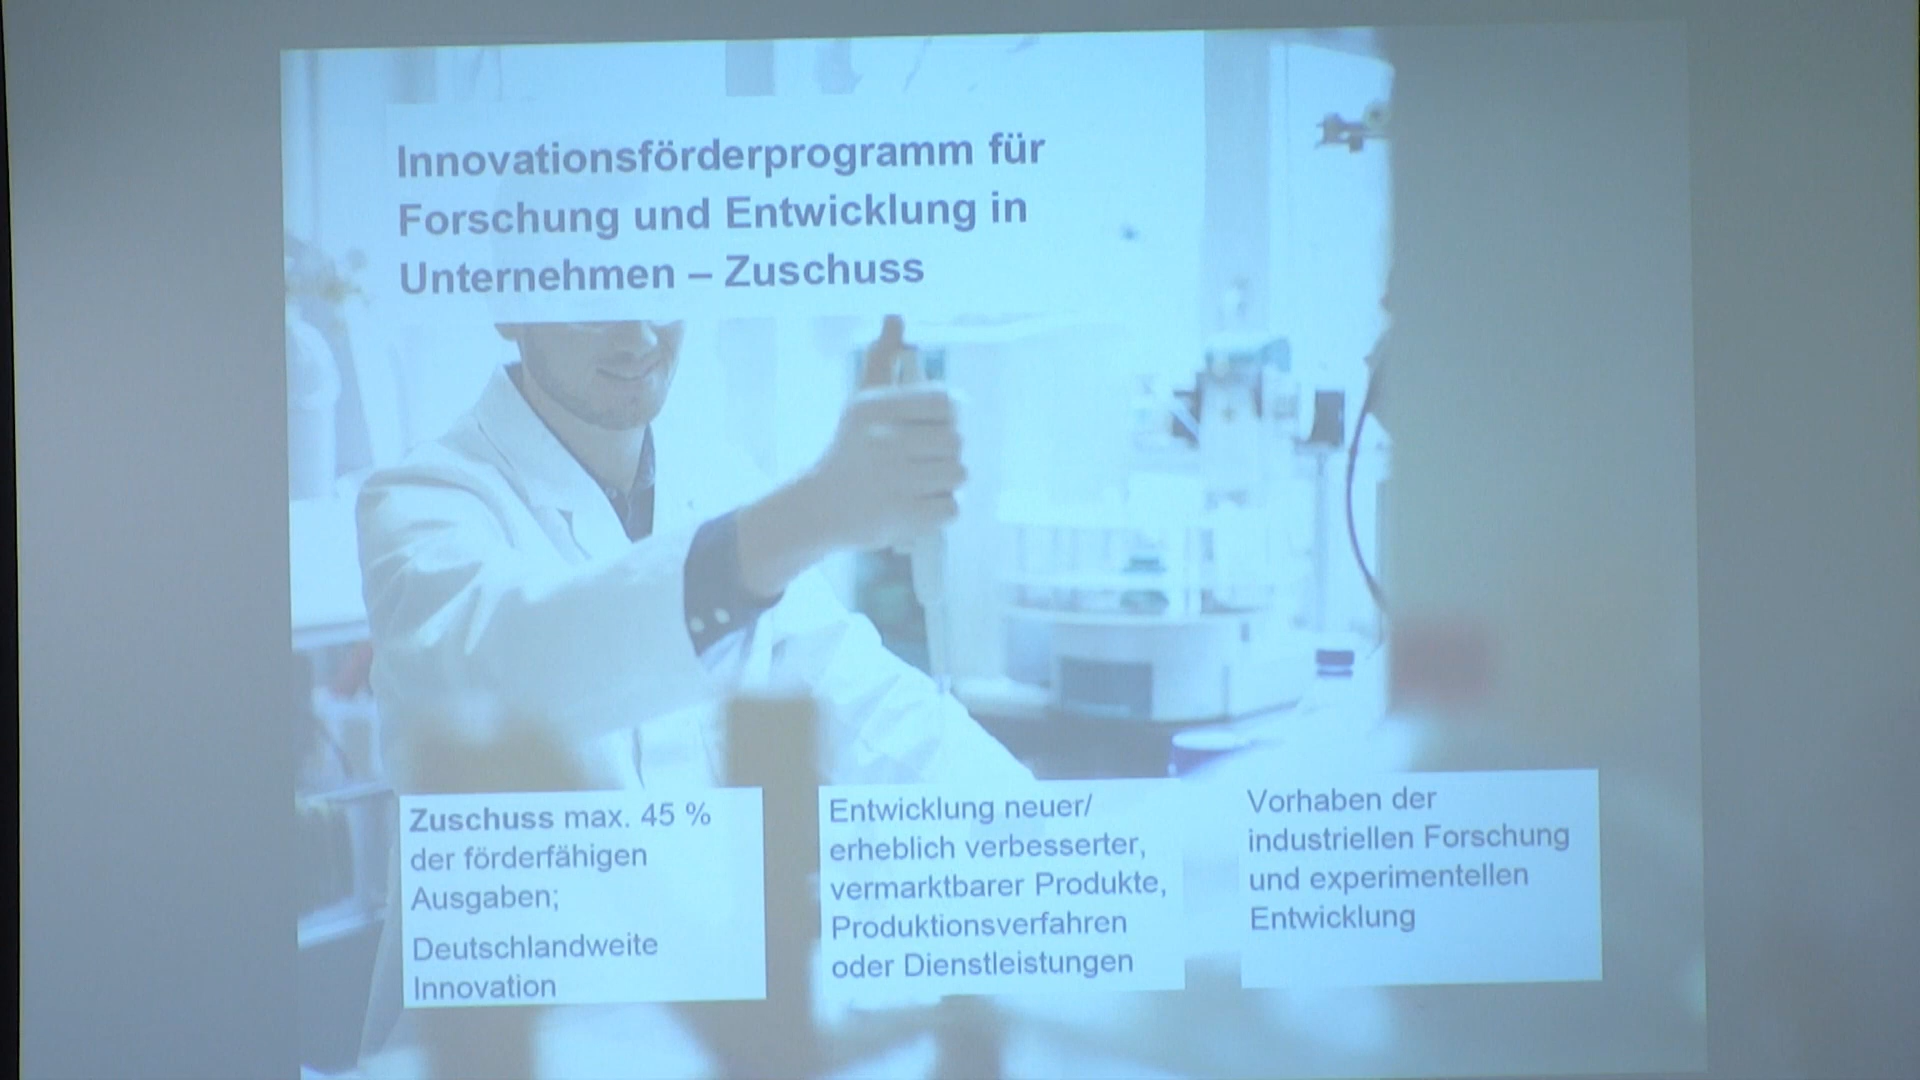 Innovationsförderprogramm für
Forschung und Entwicklung in
Unternehmen – Zuschuss
Zuschuss max. 45 %
der förderfähigen
Ausgaben;
Deutschlandweite
Innovation
Entwicklung neuer/
erheblich verbesserter,
vermarktbarer Produkte,
Produktionsverfahren
oder Dienstleistungen
Vorhaben der
industriellen Forschung
und experimentellen
Entwicklung